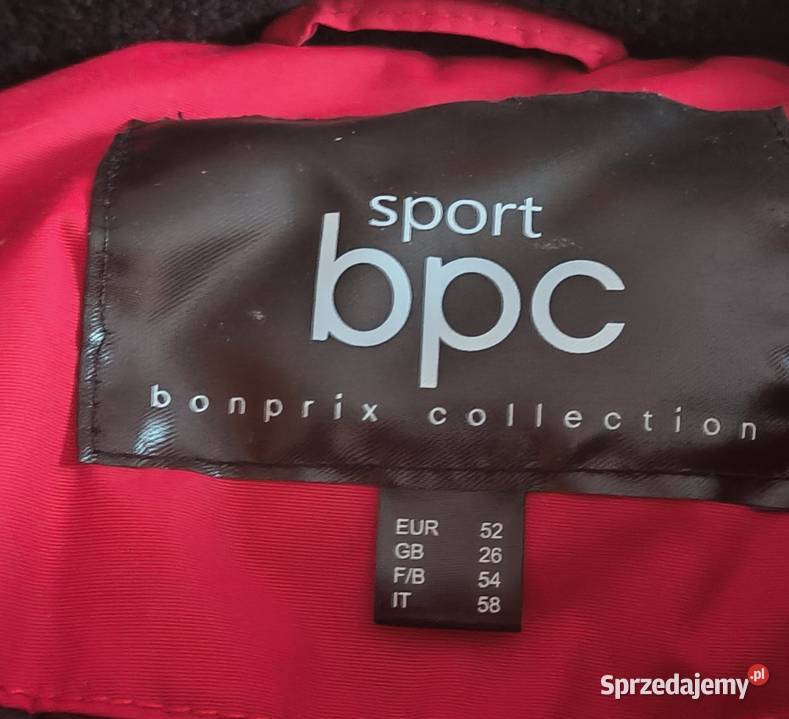 sport
bpc
bonprix collection
EUR 52
GB 26
F/B 54
IT 58
Sprzedajemy.pl